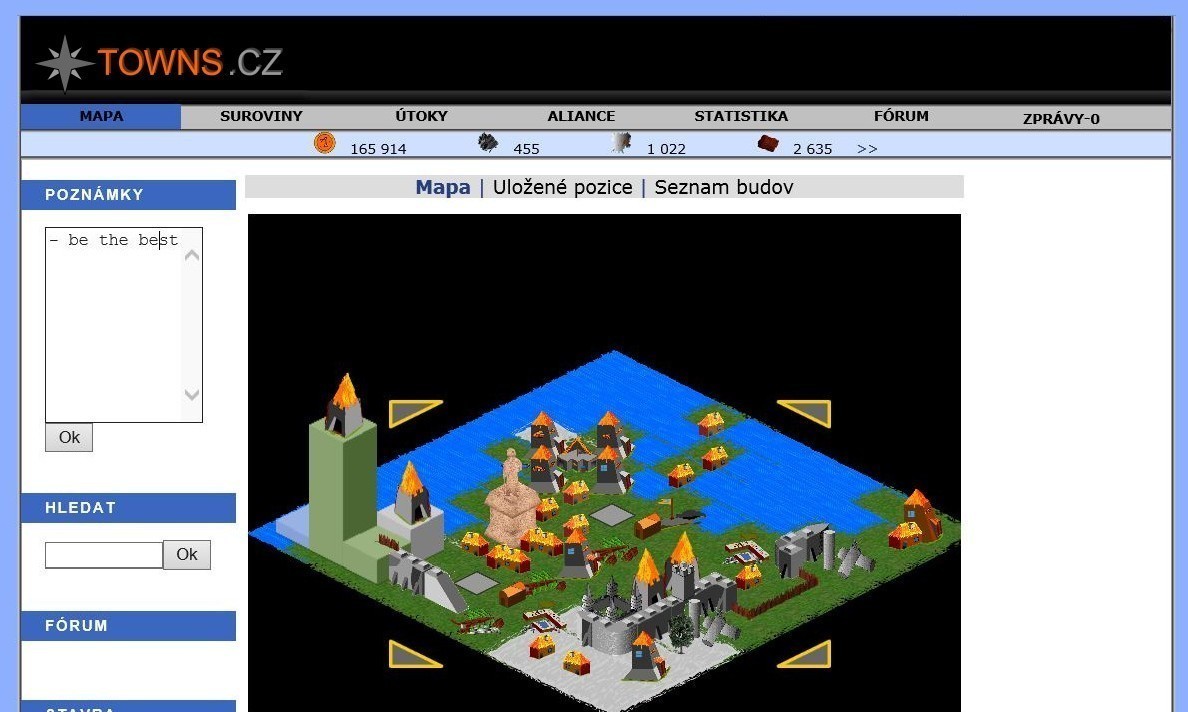 TOWNS.CZ
MAPA SUROVINY ÚTOKY ALIANCE STATISTIKA FÓRUM ZPRÁVY-0
165 914 455 1 022 2 635 >>
Mapa | Uložené pozice | Seznam budov
POZNÁMKY
- be the best
Ok
HLEDAT
Ok
FÓRUM
STAVBA